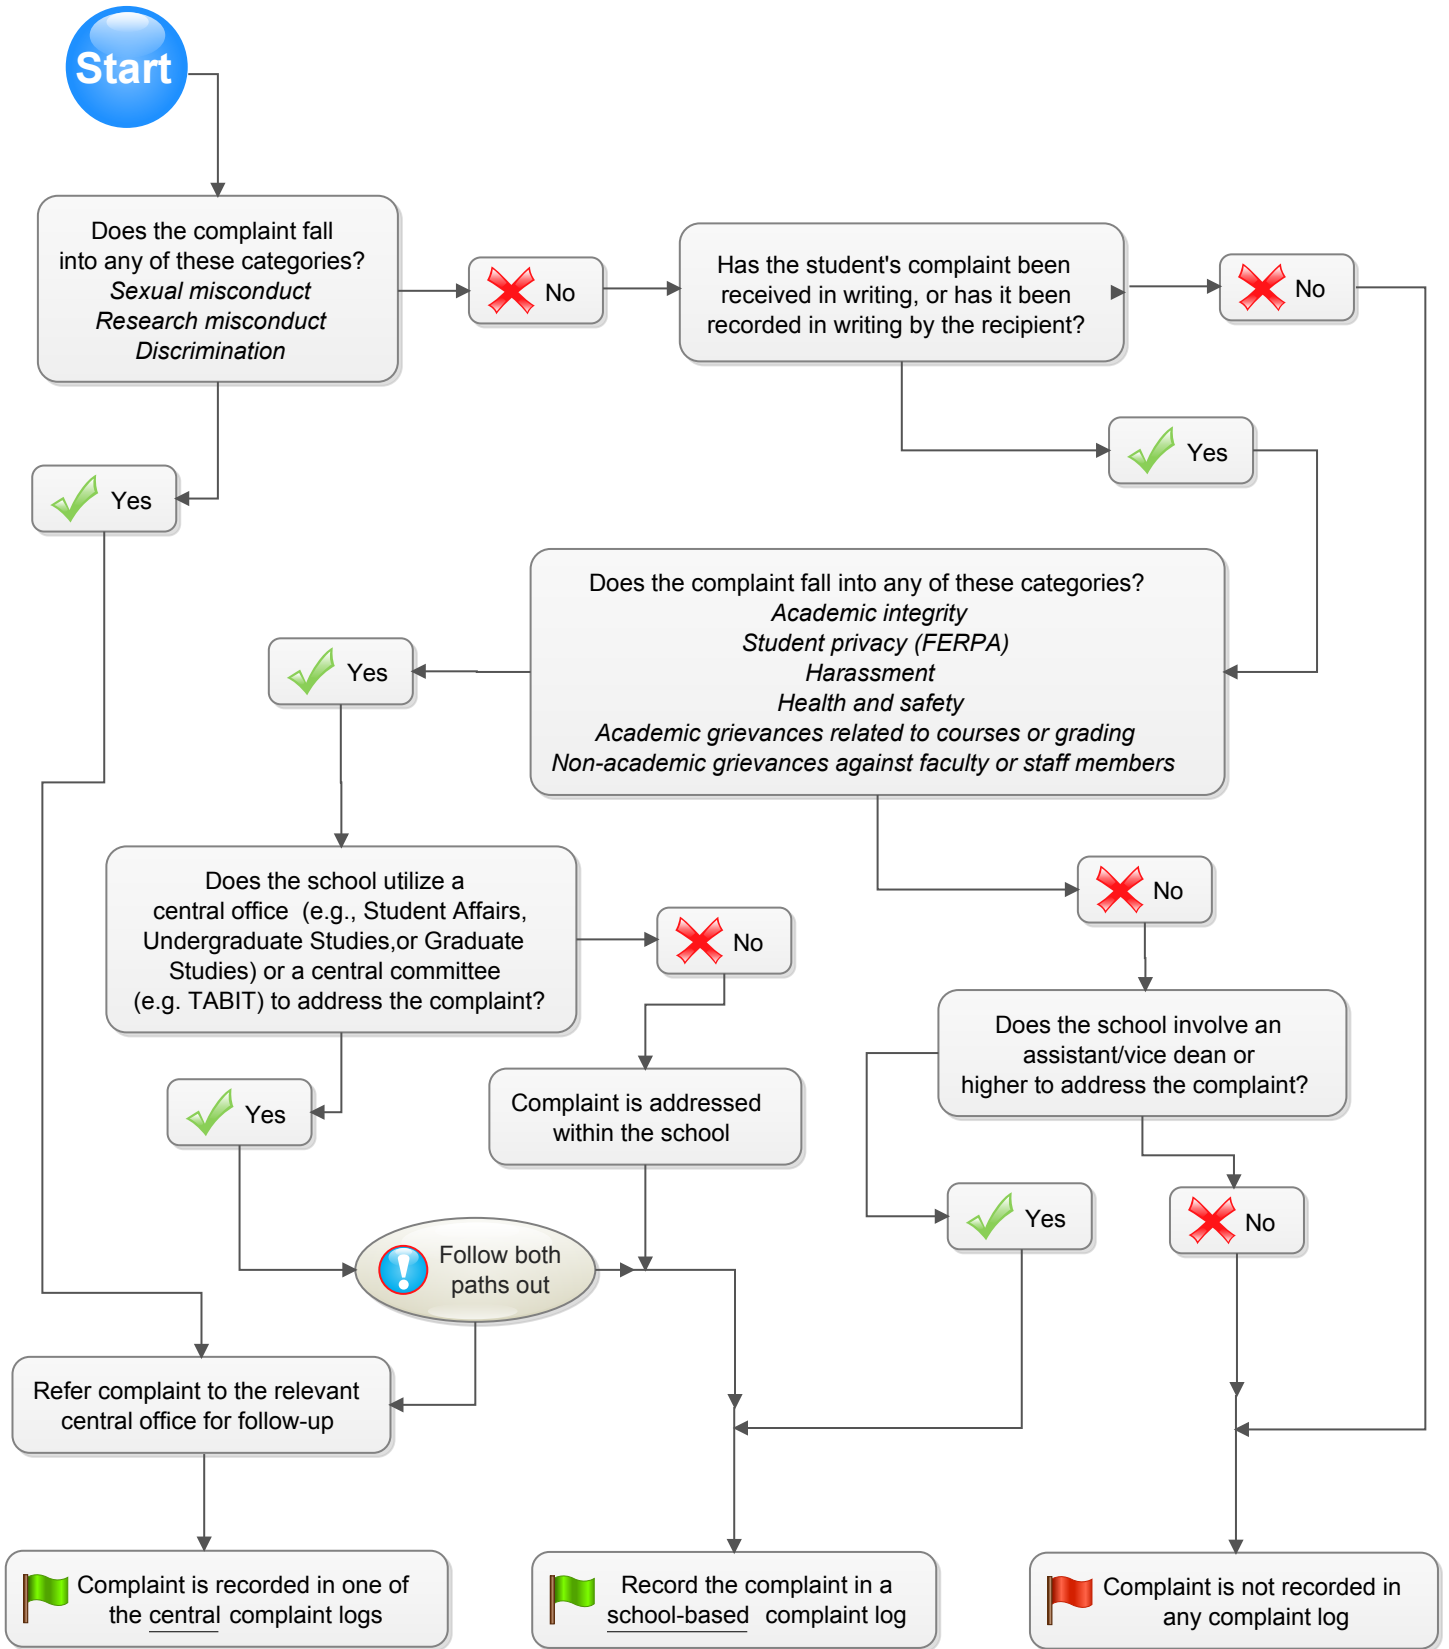 Start
Does the complaint fall
into any of these categories?
Sexual misconduct
Research misconduct
Discrimination
No
Has the student's complaint been
received in writing, or has it been
recorded in writing by the recipient?
No
Yes
Yes
Does the complaint fall into any of these categories?
Academic integrity
Student privacy (FERPA)
Harassment
Health and safety
Academic grievances related to courses or grading
Non-academic grievances against faculty or staff members
Yes
Does the school utilize a
central office (e.g., Student Affairs,
Undergraduate Studies,or Graduate
Studies) or a central committee
(e.g. TABIT) to address the complaint?
No
No
Does the school involve an
assistant/vice dean or
higher to address the complaint?
Yes
Complaint is addressed
within the school
Yes
No
Follow both
paths out
Refer complaint to the relevant
central office for follow-up
Complaint is recorded in one of
the central complaint logs
Record the complaint in a
school-based complaint log
Complaint is not recorded in
any complaint log